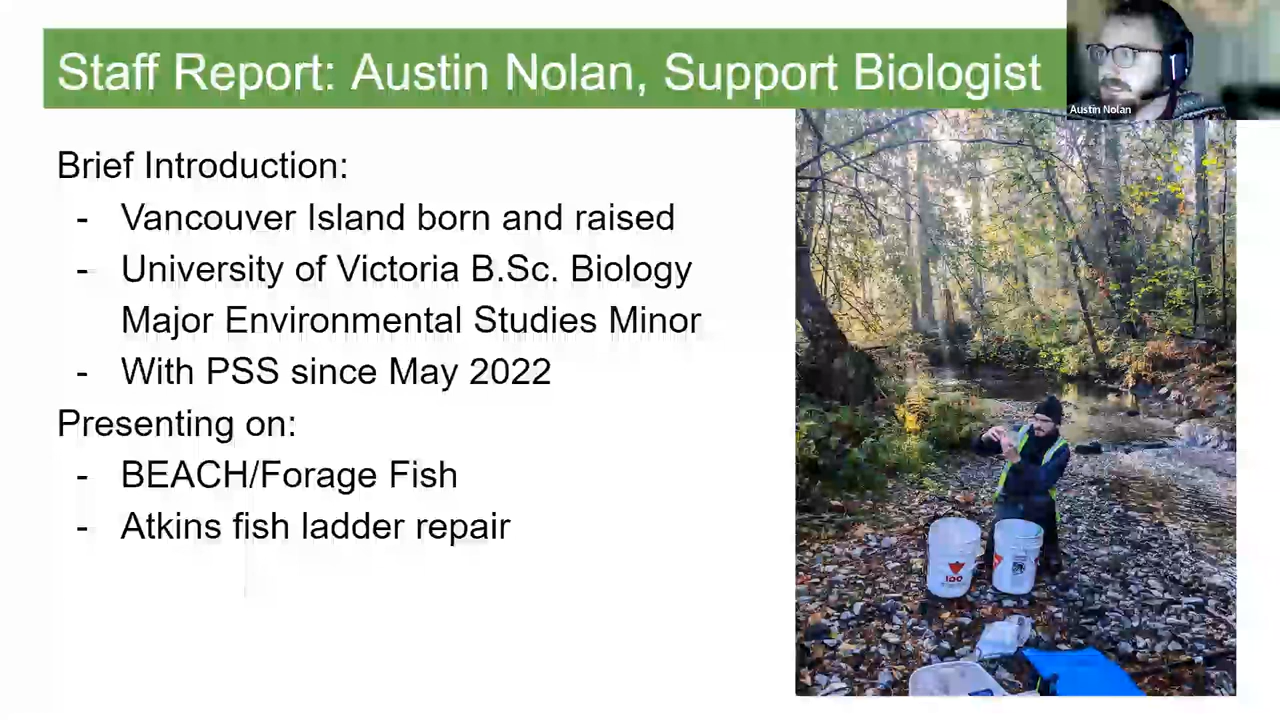 Staff Report: Austin Nolan, Support Biologist
Austin Nolan
Brief Introduction:
- Vancouver Island born and raised
- University of Victoria B.Sc. Biology
Major Environmental Studies Minor
- With PSS since May 2022
Presenting on:
- BEACH/Forage Fish
- Atkins fish ladder repair
100